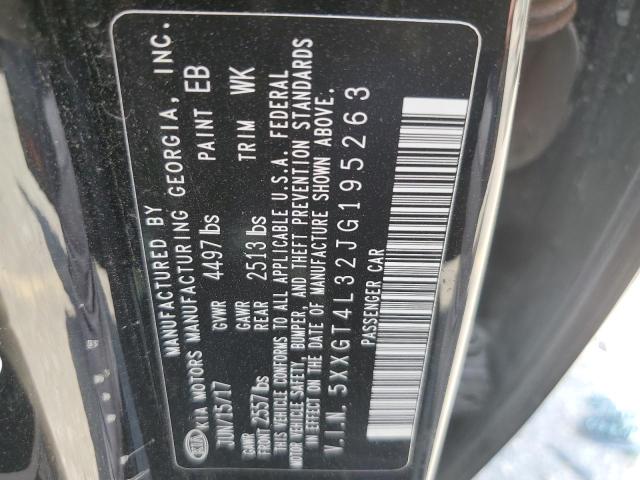 MANUFACTURED BY
KIA KIA MOTORS MANUFACTURING GEORGIA, INC.
JUN/15/17 GVWR 4497 lbs PAINT EB
GAWR FRONT 2557 lbs GAWR REAR 2513 lbs TRIM WK
THIS VEHICLE CONFORMS TO ALL APPLICABLE U.S.A. FEDERAL
MOTOR VEHICLE SAFETY, BUMPER, AND THEFT PREVENTION STANDARDS
IN EFFECT ON THE DATE OF MANUFACTURE SHOWN ABOVE.
V.I.N. 5XXGT4L32JG195263
PASSENGER CAR